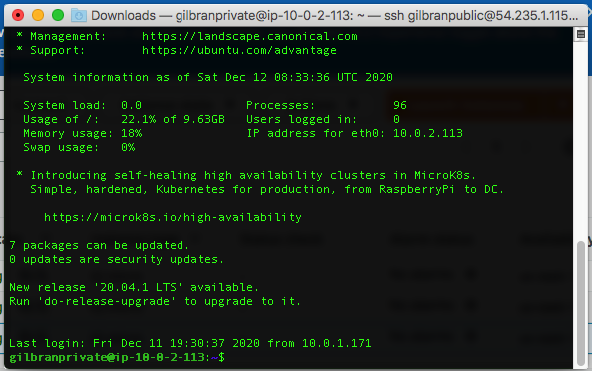 Downloads — gilbranprivate@ip-10-0-2-113: ~ — ssh gilbranpublic@54.235.1.115...
* Management:     https://landscape.canonical.com
* Support:        https://ubuntu.com/advantage
System information as of Sat Dec 12 08:33:36 UTC 2020
System load:  0.0               Processes:           96
Usage of /:   22.1% of 9.63GB   Users logged in:     0
Memory usage: 18%               IP address for eth0: 10.0.2.113
Swap usage:   0%
* Introducing self-healing high availability clusters in MicroK8s.
Simple, hardened, Kubernetes for production, from RaspberryPi to DC.
https://microk8s.io/high-availability
7 packages can be updated.
0 updates are security updates.
New release '20.04.1 LTS' available.
Run 'do-release-upgrade' to upgrade to it.
Last login: Fri Dec 11 19:30:37 2020 from 10.0.1.171
gilbranprivate@ip-10-0-2-113:~$